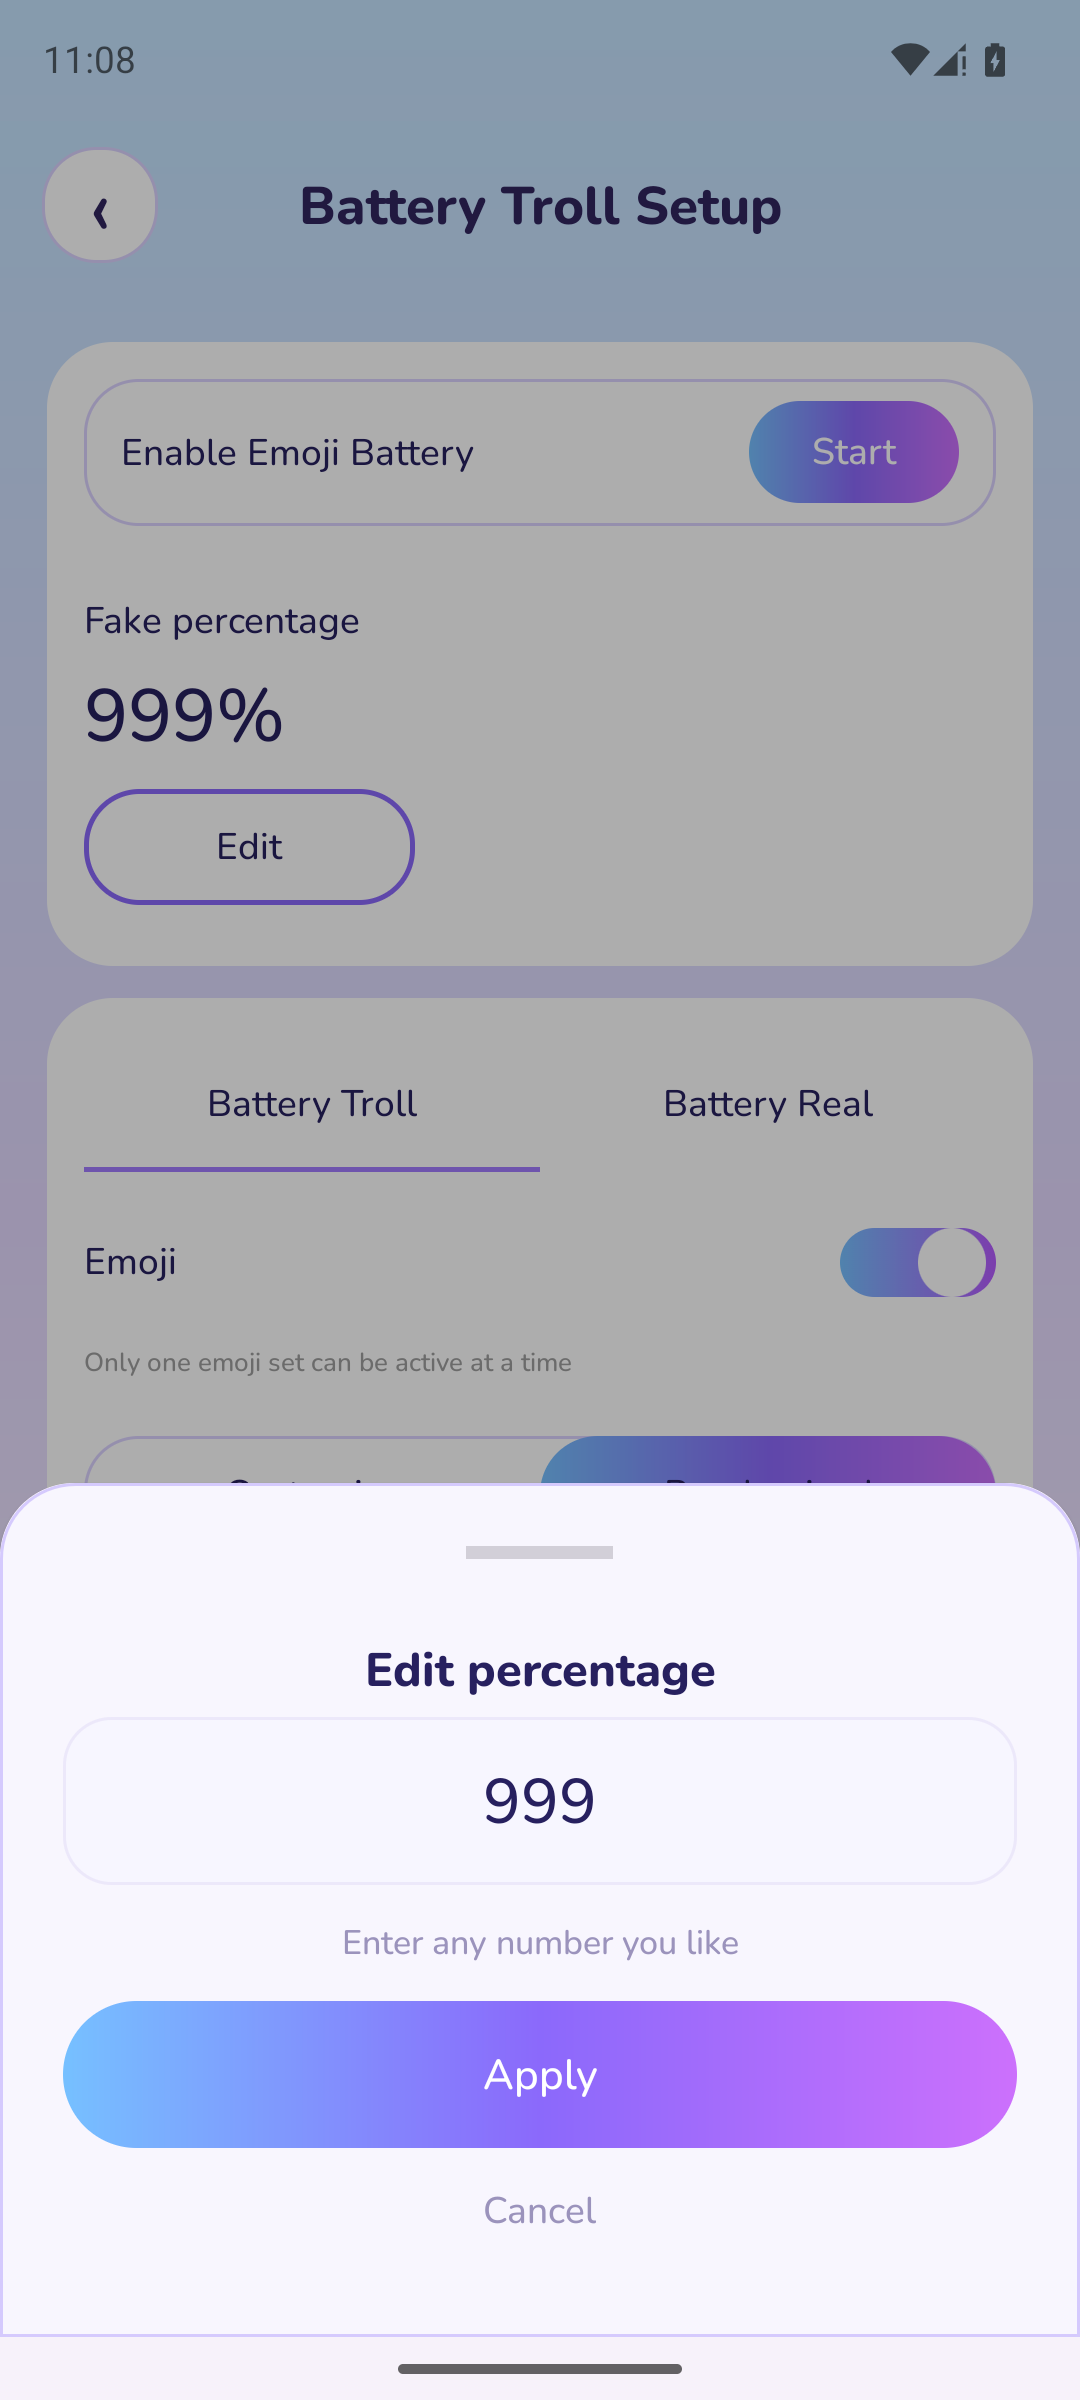 11:08
Battery Troll Setup
Enable Emoji Battery
Start
Fake percentage
999%
Edit
Battery Troll
Battery Real
Emoji
Only one emoji set can be active at a time
Edit percentage
999
Enter any number you like
Apply
Cancel